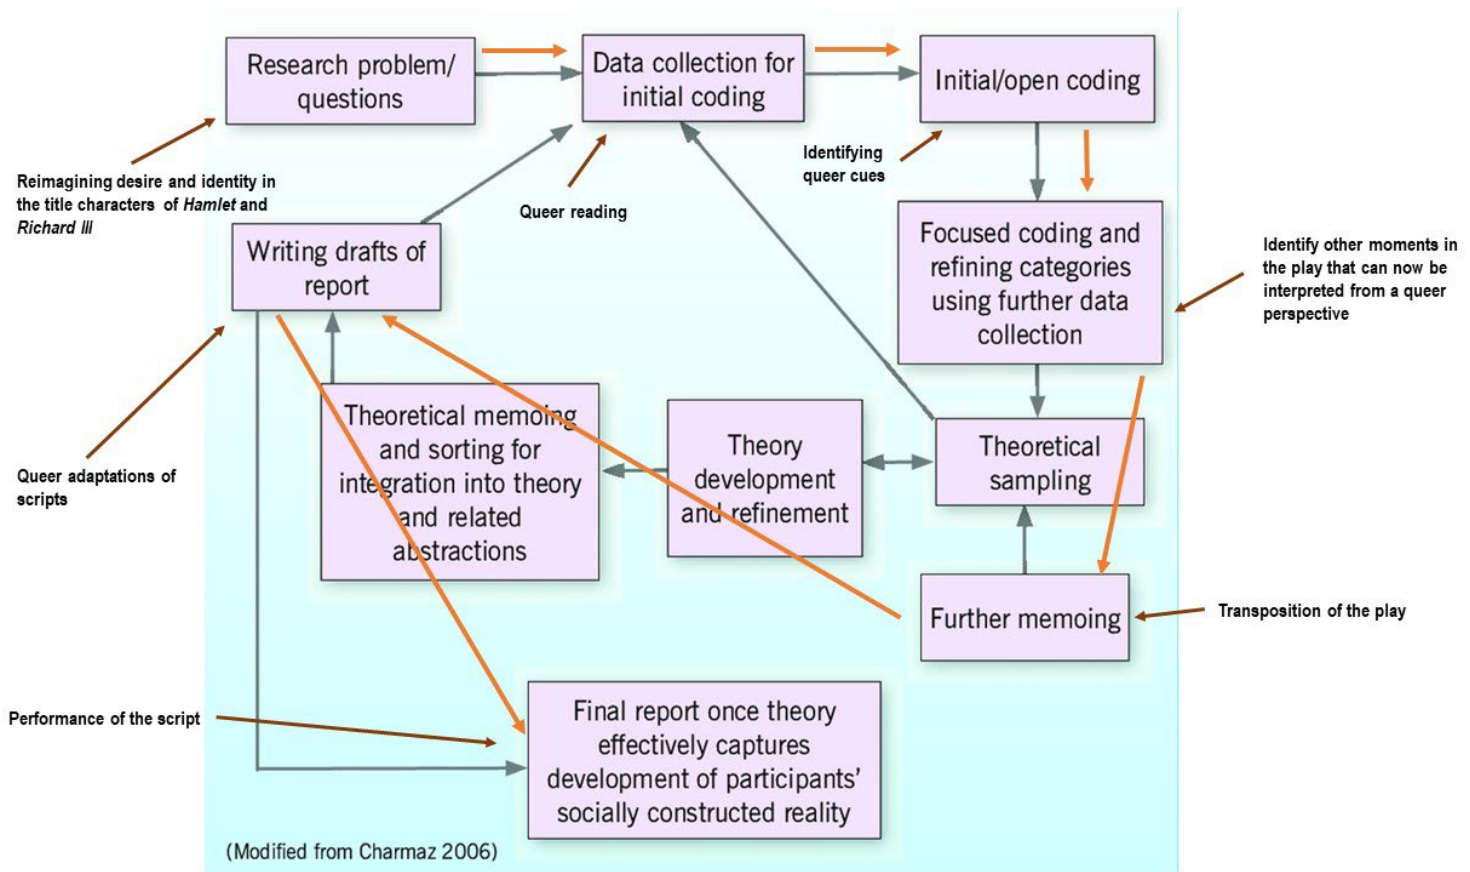 Research problem/
questions
Data collection for
initial coding
Initial/open coding
Reimagining desire and identity in
the title characters of Hamlet and
Richard III
Queer reading
Identifying
queer cues
Writing drafts of
report
Focused coding and
refining categories
using further data
collection
Identify other moments in
the play that can now be
interpreted from a queer
perspective
Queer adaptations of
scripts
Theoretical memoing
and sorting for
integration into theory
and related
abstractions
Theory
development
and refinement
Theoretical
sampling
Further memoing
Transposition of the play
Performance of the script
Final report once theory
effectively captures
development of participants’
socially constructed reality
(Modified from Charmaz 2006)